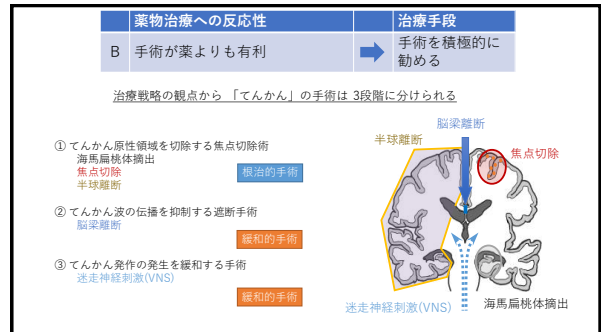 薬物治療への反応性
治療手段
B
手術が薬よりも有利
手術を積極的に
勧める
治療戦略の観点から 「てんかん」の手術は 3段階に分けられる
① てんかん原性領域を切除する焦点切除術
海馬扁桃体摘出
焦点切除
半球離断
根治的手術
② てんかん波の伝播を抑制する遮断手術
脳梁離断
緩和的手術
③ てんかん発作の発生を緩和する手術
迷走神経刺激(VNS)
緩和的手術
脳梁離断
半球離断
焦点切除
迷走神経刺激(VNS)
海馬扁桃体摘出